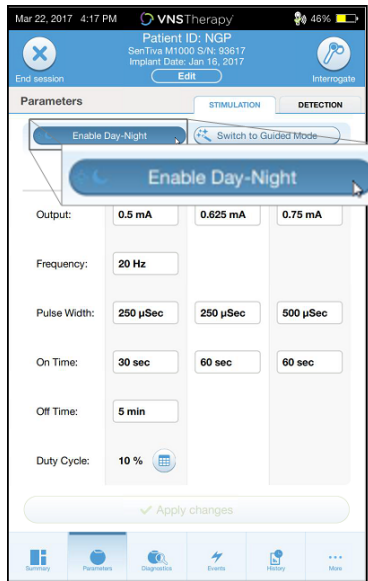 Mar 22, 2017 4:17 PM VNSTherapy 46%
Patient ID: NGP
SenTiva M1000 S/N: 93617
Implant Date: Jan 16, 2017
End session Edit Interrogate
Parameters STIMULATION DETECTION
Enable Day-Night Switch to Guided Mode
Enable Day-Night
Output: 0.5 mA 0.625 mA 0.75 mA
Frequency: 20 Hz
Pulse Width: 250 µSec 250 µSec 500 µSec
On Time: 30 sec 60 sec 60 sec
Off Time: 5 min
Duty Cycle: 10 %
✓ Apply changes
Summary Parameters Diagnostics Events History More